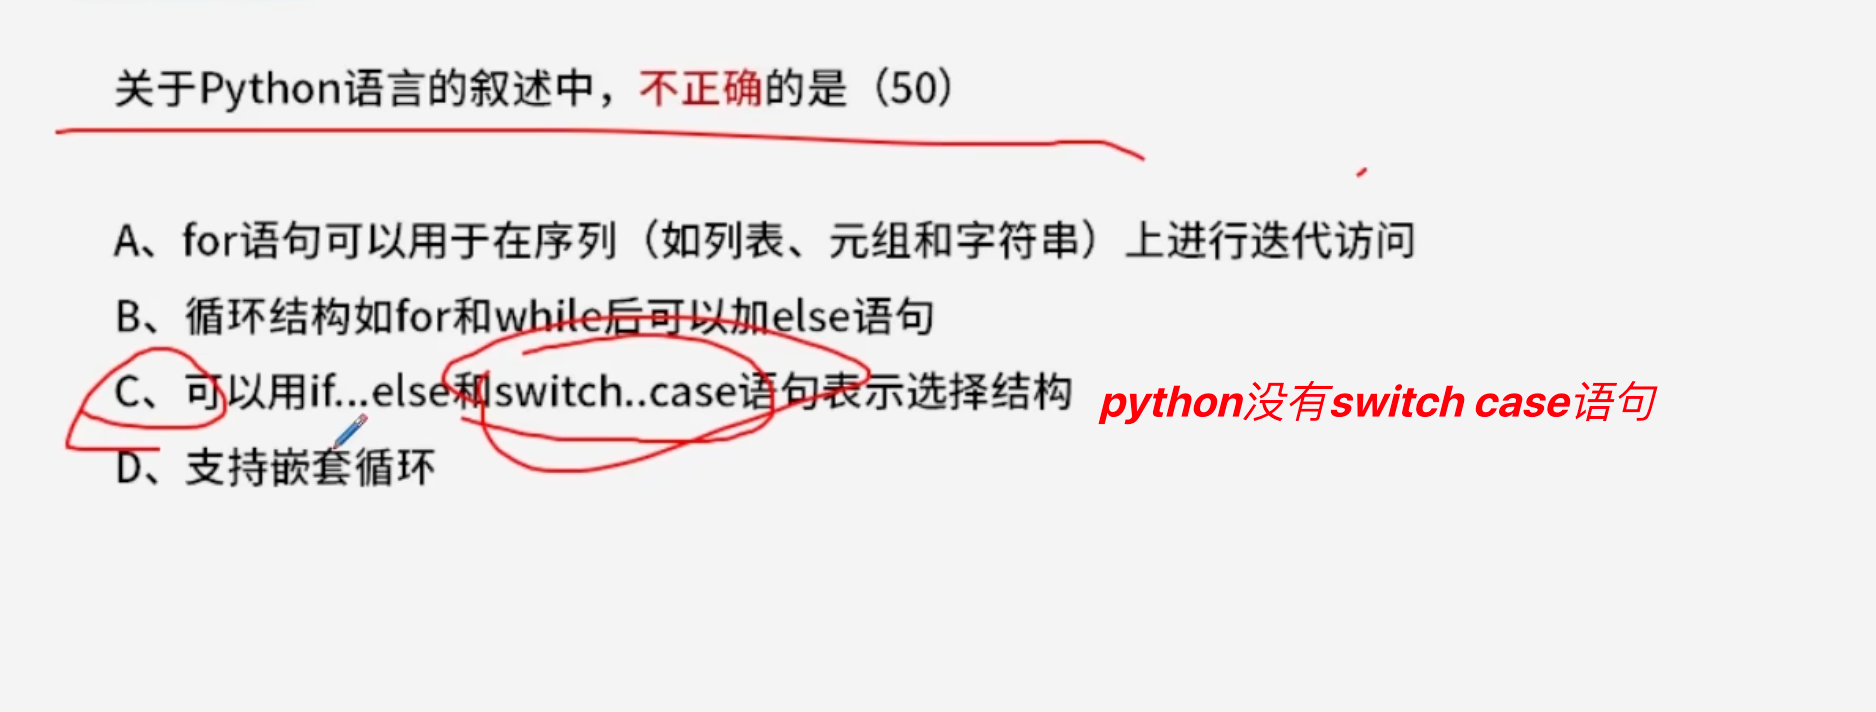 关于Python语言的叙述中，不正确的是（50）
A、for语句可以用于在序列（如列表、元组和字符串）上进行迭代访问
B、循环结构如for和while后可以加else语句
C、可以用if...else和switch..case语句表示选择结构 python没有switch case语句
D、支持嵌套循环